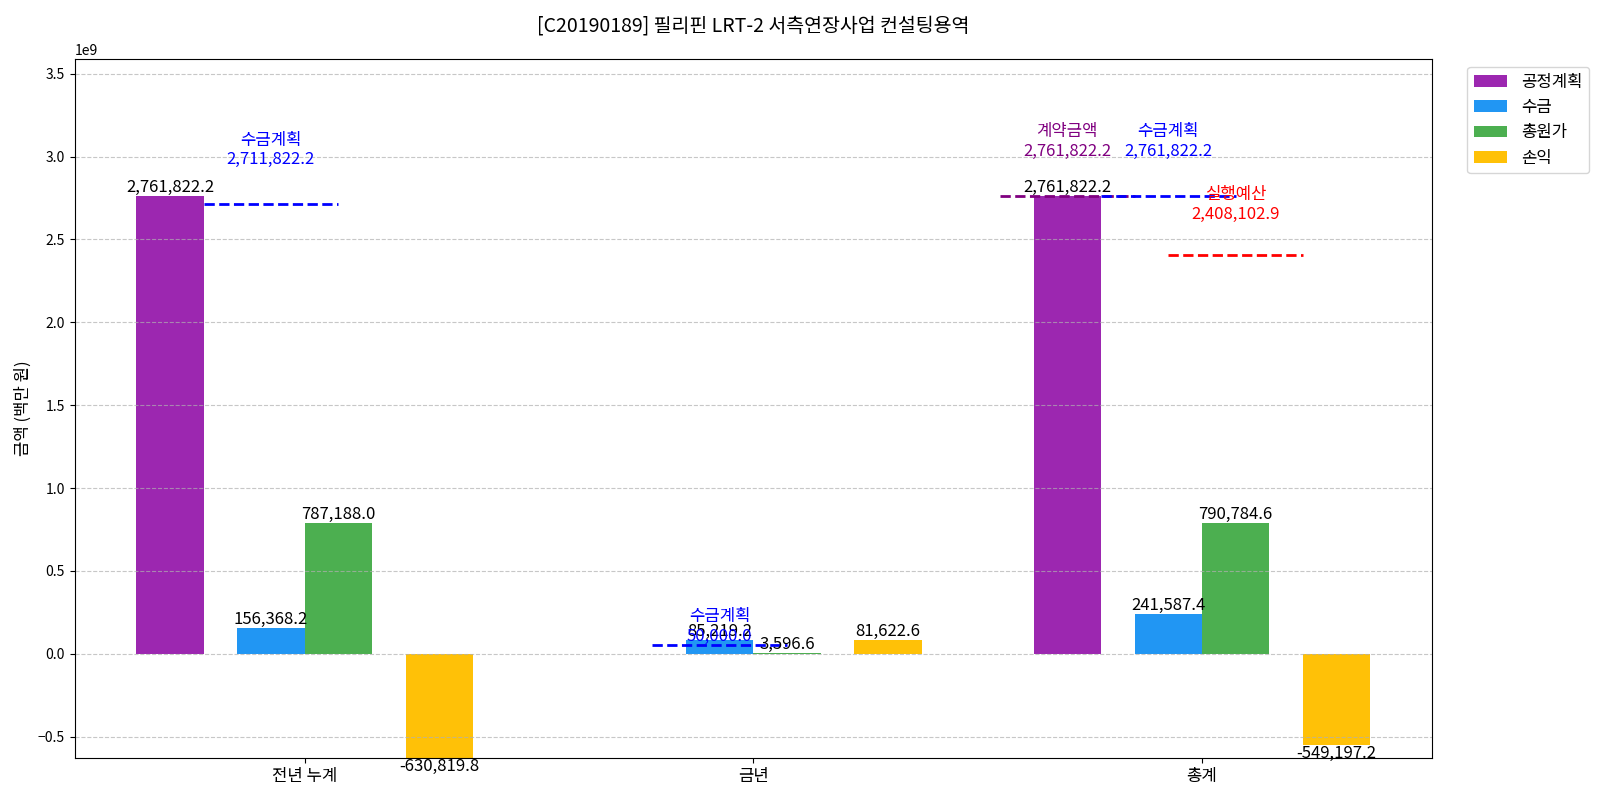 [C20190189] 필리핀 LRT-2 서측연장사업 컨설팅용역
1e9
3.5
3.0
2.5
2.0
1.5
1.0
0.5
0.0
−0.5
금액 (백만 원)
수금계획
2,711,822.2
2,761,822.2
787,188.0
156,368.2
-630,819.8
수금계획
50,000.0
85,219.2
3,596.6
81,622.6
계약금액
2,761,822.2
수금계획
2,761,822.2
2,761,822.2
실행예산
2,408,102.9
790,784.6
241,587.4
-549,197.2
전년 누계
금년
총계
공정계획
수금
총원가
손익